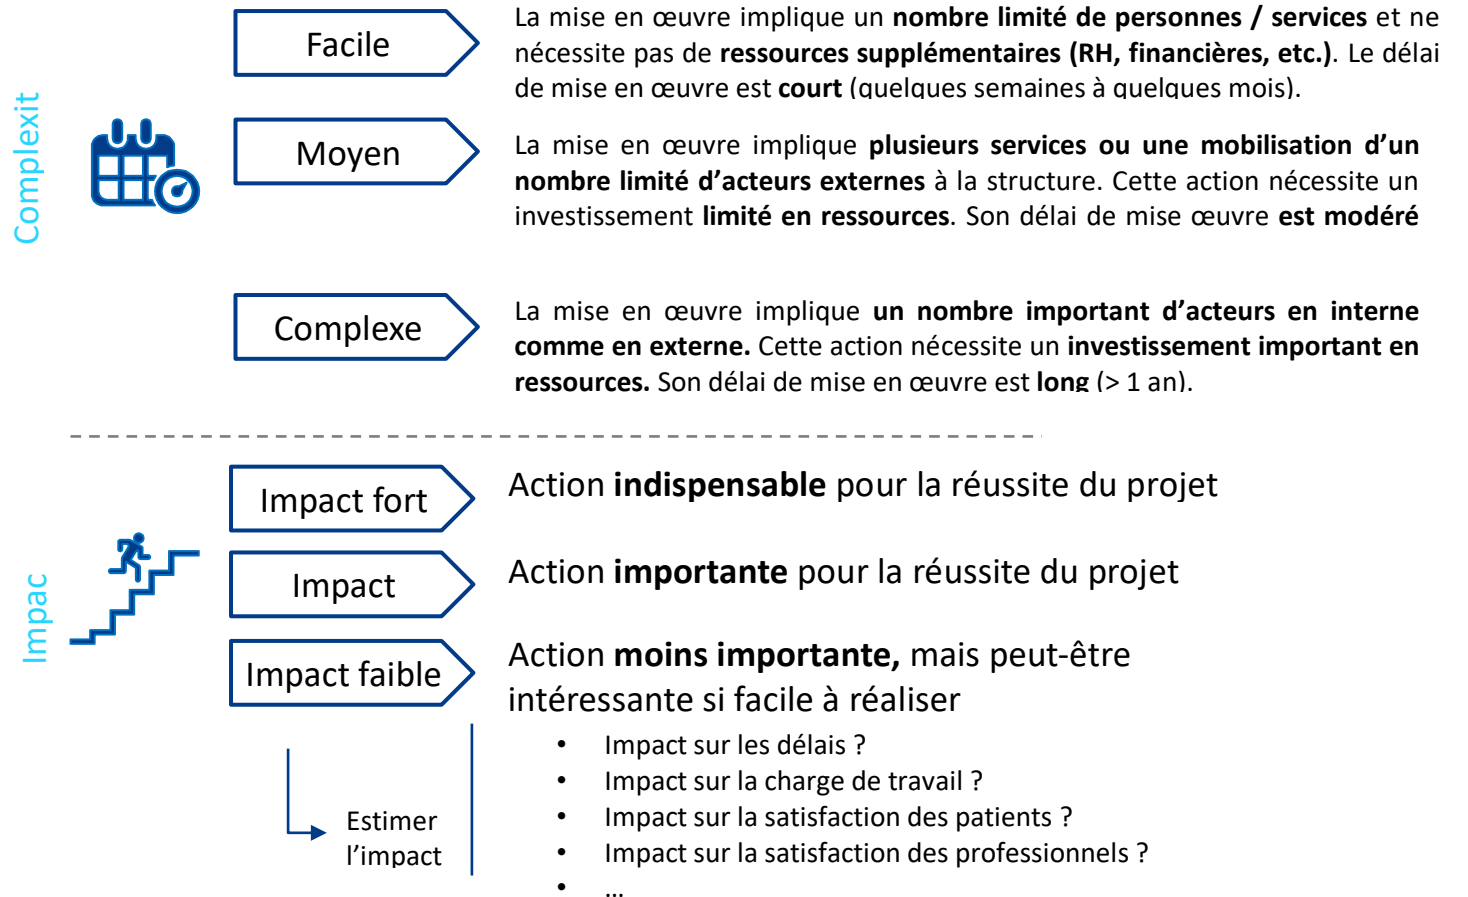 Complexit
Facile
La mise en œuvre implique un nombre limité de personnes / services et ne
nécessite pas de ressources supplémentaires (RH, financières, etc.). Le délai
de mise en œuvre est court (quelques semaines à quelques mois).
Moyen
La mise en œuvre implique plusieurs services ou une mobilisation d’un
nombre limité d’acteurs externes à la structure. Cette action nécessite un
investissement limité en ressources. Son délai de mise œuvre est modéré
Complexe
La mise en œuvre implique un nombre important d’acteurs en interne
comme en externe. Cette action nécessite un investissement important en
ressources. Son délai de mise en œuvre est long (> 1 an).
Impac
Impact fort
Action indispensable pour la réussite du projet
Impact
Action importante pour la réussite du projet
Impact faible
Action moins importante, mais peut-être
intéressante si facile à réaliser
Estimer
l’impact
• Impact sur les délais ?
• Impact sur la charge de travail ?
• Impact sur la satisfaction des patients ?
• Impact sur la satisfaction des professionnels ?
• …